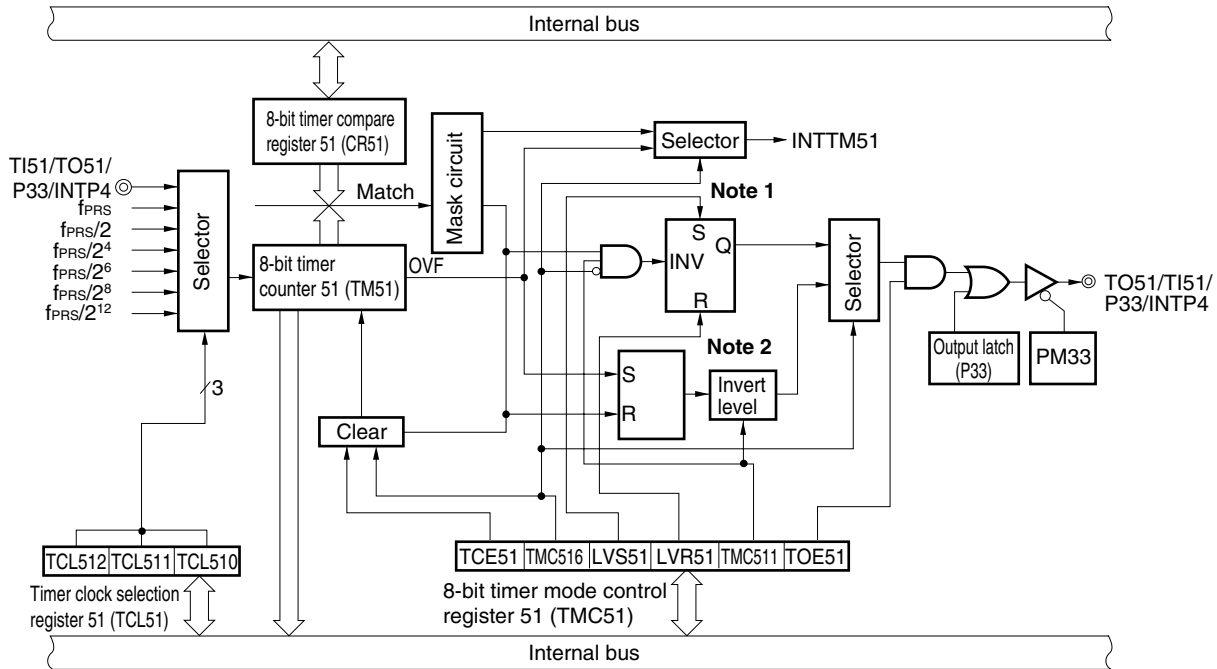 Internal bus
8-bit timer compare
register 51 (CR51)
Mask circuit
Selector
INTTM51
TI51/TO51/
P33/INTP4
fPRS
fPRS/2
fPRS/2⁴
fPRS/2⁶
fPRS/2⁸
fPRS/2¹²
Selector
Match
Note 1
S
Q
INV
R
8-bit timer
counter 51 (TM51)
OVF
Selector
TO51/TI51/
P33/INTP4
Output latch
(P33)
PM33
Note 2
S
R
Invert
level
3
Clear
TCL512 TCL511 TCL510
Timer clock selection
register 51 (TCL51)
TCE51 TMC516 LVS51 LVR51 TMC511 TOE51
8-bit timer mode control
register 51 (TMC51)
Internal bus